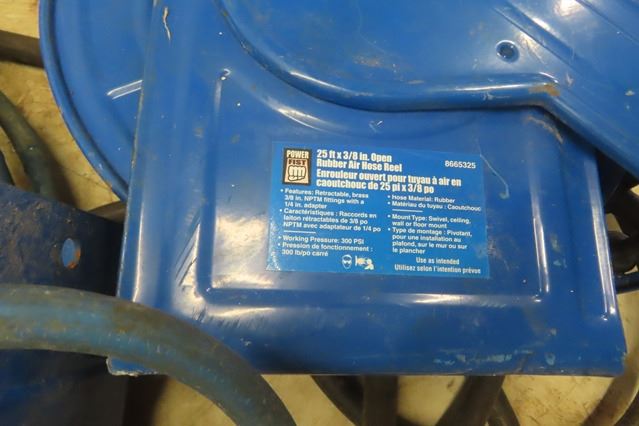 POWER
FIST
25 ft x 3/8 in. Open
Rubber Air Hose Reel
8665325
Enrouleur ouvert pour tuyau à air en
caoutchouc de 25 pi x 3/8 po
• Features: Retractable, brass
3/8 in. NPTM fittings with a
1/4 in. adapter
• Caractéristiques : Raccords en
laiton rétractables de 3/8 po
NPTM avec adaptateur de 1/4 po
• Working Pressure: 300 PSI
• Pression de fonctionnement :
300 lb/po carré
• Hose Material: Rubber
Matériau du tuyau : Caoutchouc
• Mount Type: Swivel, ceiling,
wall or floor mount
• Type de montage : Pivotant,
pour une installation au
plafond, sur le mur ou sur
le plancher
Use as intended
Utilisez selon l'intention prévue